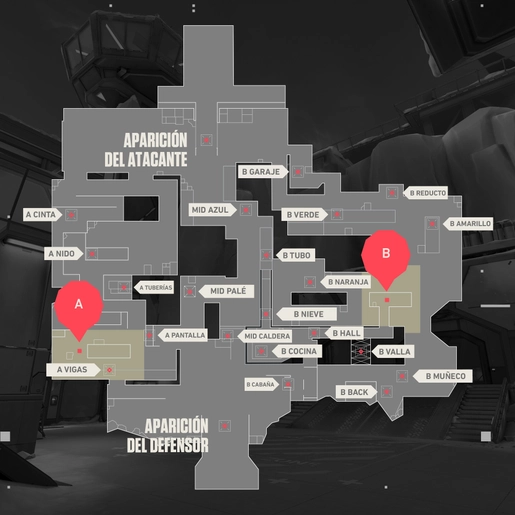 APARICIÓN
DEL ATACANTE
B GARAJE
B REDUCTO
A CINTA
MID AZUL
B VERDE
B AMARILLO
A NIDO
B TUBO
B
A TUBERÍAS
MID PALÉ
B NARANJA
A
B NIEVE
A PANTALLA
MID CALDERA
B HALL
B COCINA
B VALLA
A VIGAS
B CABAÑA
B MUÑECO
B BACK
APARICIÓN
DEL DEFENSOR